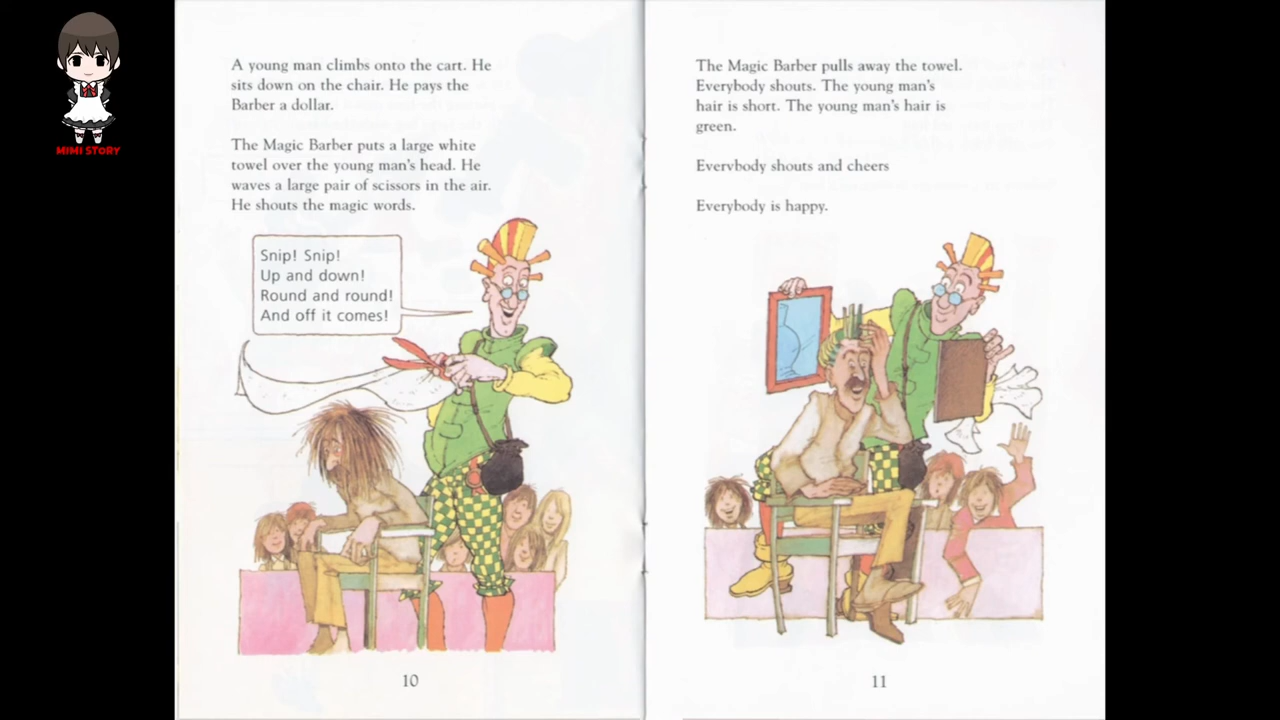 MIMI STORY
A young man climbs onto the cart. He
sits down on the chair. He pays the
Barber a dollar.
The Magic Barber puts a large white
towel over the young man's head. He
waves a large pair of scissors in the air.
He shouts the magic words.
Snip! Snip!
Up and down!
Round and round!
And off it comes!
10
The Magic Barber pulls away the towel.
Everybody shouts. The young man's
hair is short. The young man's hair is
green.
Evervbody shouts and cheers
Everybody is happy.
11